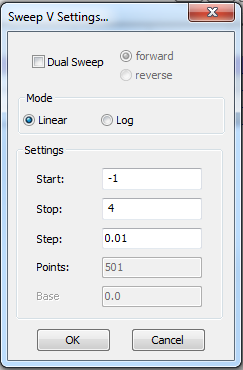 Sweep V Settings...
Dual Sweep
forward
reverse
Mode
Linear
Log
Settings
Start: -1
Stop: 4
Step: 0.01
Points: 501
Base 0.0
OK Cancel